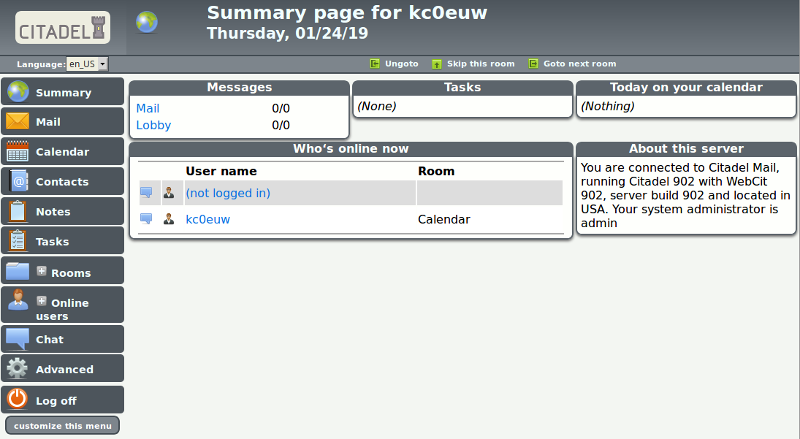 CITADEL
Summary page for kc0euw
Thursday, 01/24/19
Language: en_US
Ungoto Skip this room Goto next room
Summary
Mail
Calendar
Contacts
Notes
Tasks
Rooms
Online
users
Chat
Advanced
Log off
customize this menu
Messages
Mail 0/0
Lobby 0/0
Tasks
(None)
Today on your calendar
(Nothing)
Who's online now
User name Room
(not logged in)
kc0euw Calendar
About this server
You are connected to Citadel Mail,
running Citadel 902 with WebCit
902, server build 902 and located in
USA. Your system administrator is
admin